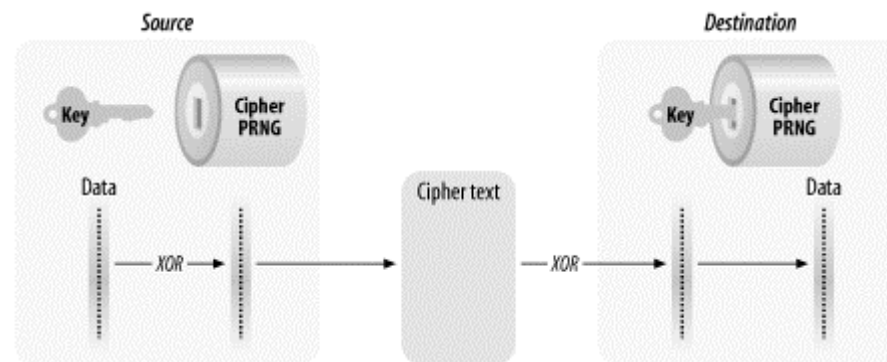 Source
Destination
Key
Cipher
PRNG
Key
Cipher
PRNG
Data
Cipher text
Data
XOR
XOR